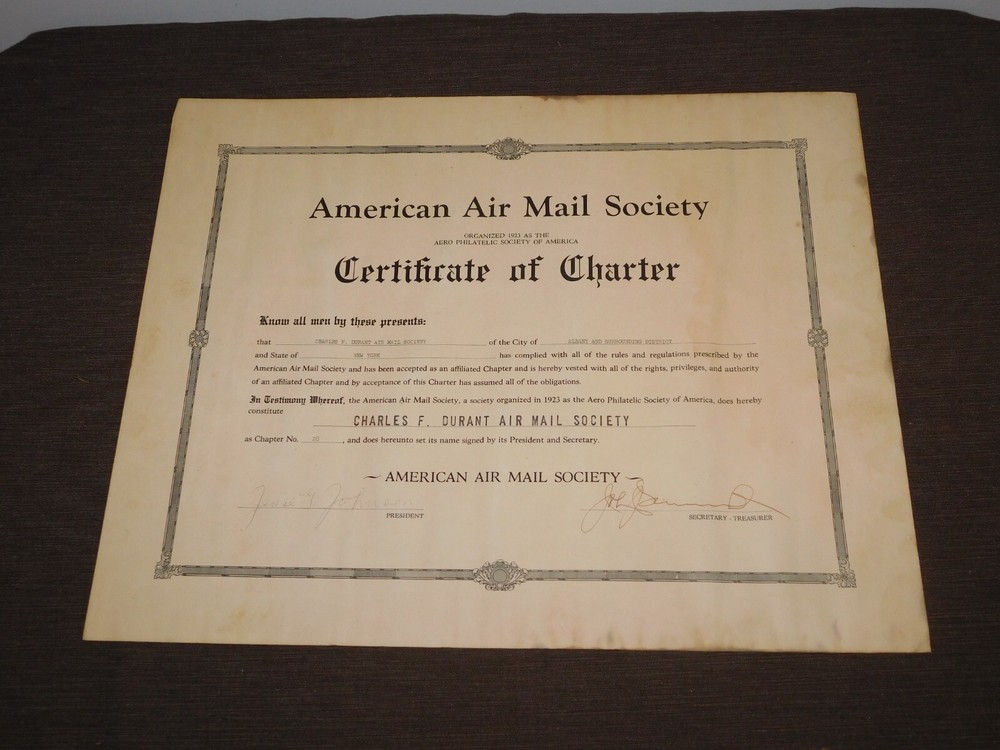 American Air Mail Society
ORGANIZED 1923 AS THE
AERO PHILATELIC SOCIETY OF AMERICA
Certificate of Charter
Know all men by these presents:
that CHARLES F. DURANT AIR MAIL SOCIETY of the City of ALBANY AND SURROUNDING DISTRICT
and State of NEW YORK has complied with all of the rules and regulations prescribed by the
American Air Mail Society and has been accepted as an affiliated Chapter and is hereby vested with all of the rights, privileges, and authority
of an affiliated Chapter and by acceptance of this Charter has assumed all of the obligations.
In Testimony Whereof, the American Air Mail Society, a society organized in 1923 as the Aero Philatelic Society of America, does hereby
constitute
CHARLES F. DURANT AIR MAIL SOCIETY
as Chapter No. , and does hereunto set its name signed by its President and Secretary.
~ AMERICAN AIR MAIL SOCIETY ~
PRESIDENT
SECRETARY - TREASURER